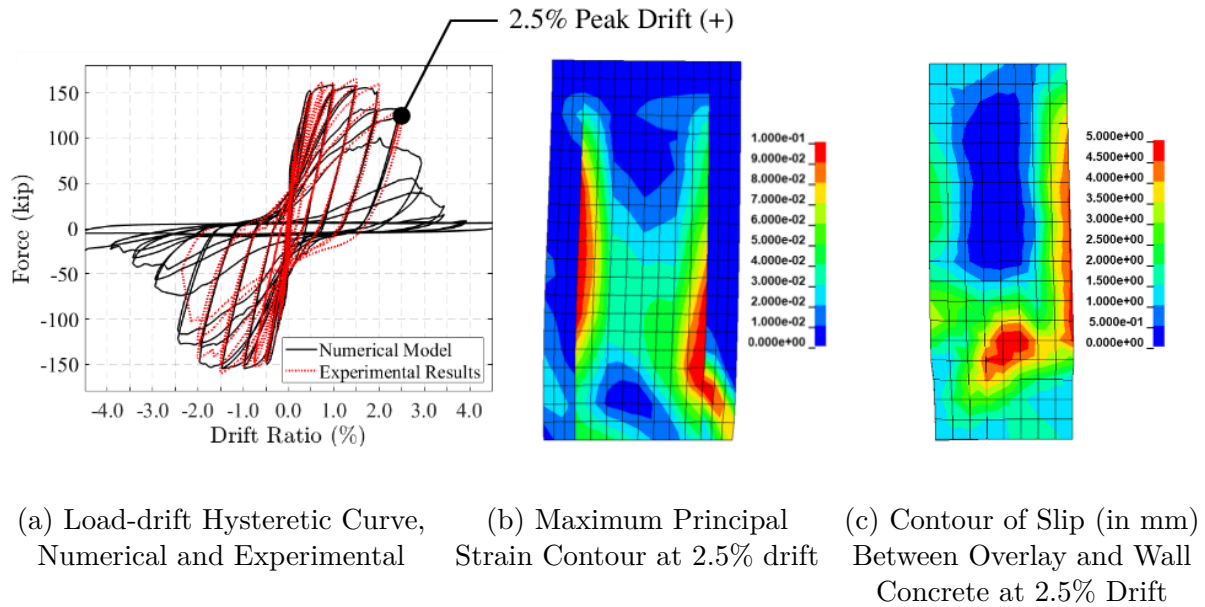 2.5% Peak Drift (+)
150
100
50
0
-50
-100
-150
Force (kip)
Numerical Model
Experimental Results
-4.0 -3.0 -2.0 -1.0 0.0 1.0 2.0 3.0 4.0
Drift Ratio (%)
1.000e-01
9.000e-02
8.000e-02
7.000e-02
6.000e-02
5.000e-02
4.000e-02
3.000e-02
2.000e-02
1.000e-02
0.000e+00
5.000e+00
4.500e+00
4.000e+00
3.500e+00
3.000e+00
2.500e+00
2.000e+00
1.500e+00
1.000e+00
5.000e-01
0.000e+00
(a) Load-drift Hysteretic Curve,
Numerical and Experimental
(b) Maximum Principal
Strain Contour at 2.5% drift
(c) Contour of Slip (in mm)
Between Overlay and Wall
Concrete at 2.5% Drift